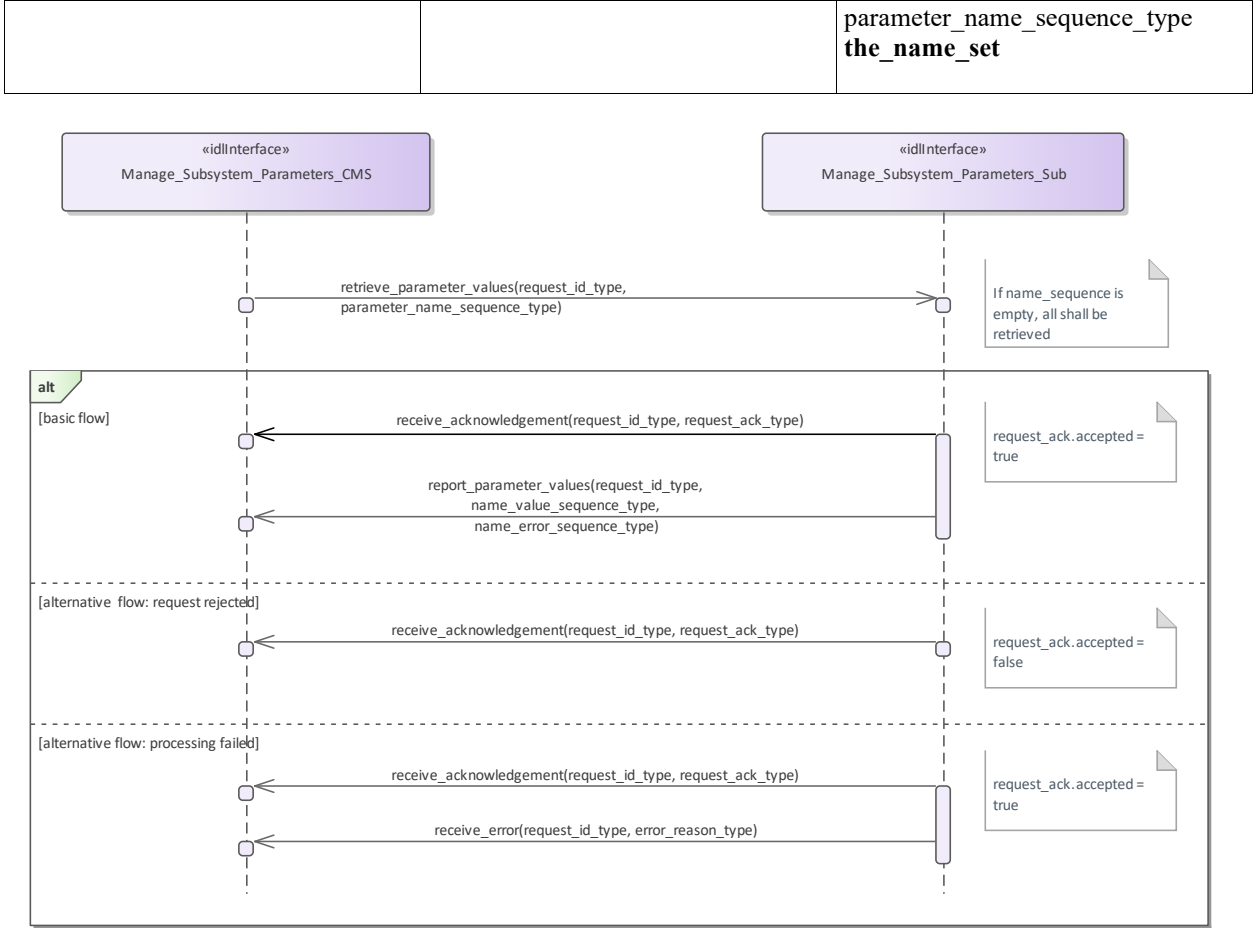 parameter_name_sequence_type
the_name_set
«idlInterface»
Manage_Subsystem_Parameters_CMS
«idlInterface»
Manage_Subsystem_Parameters_Sub
retrieve_parameter_values(request_id_type,
parameter_name_sequence_type)
If name_sequence is
empty, all shall be
retrieved
alt
[basic flow]
receive_acknowledgement(request_id_type, request_ack_type)
request_ack.accepted =
true
report_parameter_values(request_id_type,
name_value_sequence_type,
name_error_sequence_type)
[alternative  flow: request rejected]
receive_acknowledgement(request_id_type, request_ack_type)
request_ack.accepted =
false
[alternative flow: processing failed]
receive_acknowledgement(request_id_type, request_ack_type)
request_ack.accepted =
true
receive_error(request_id_type, error_reason_type)